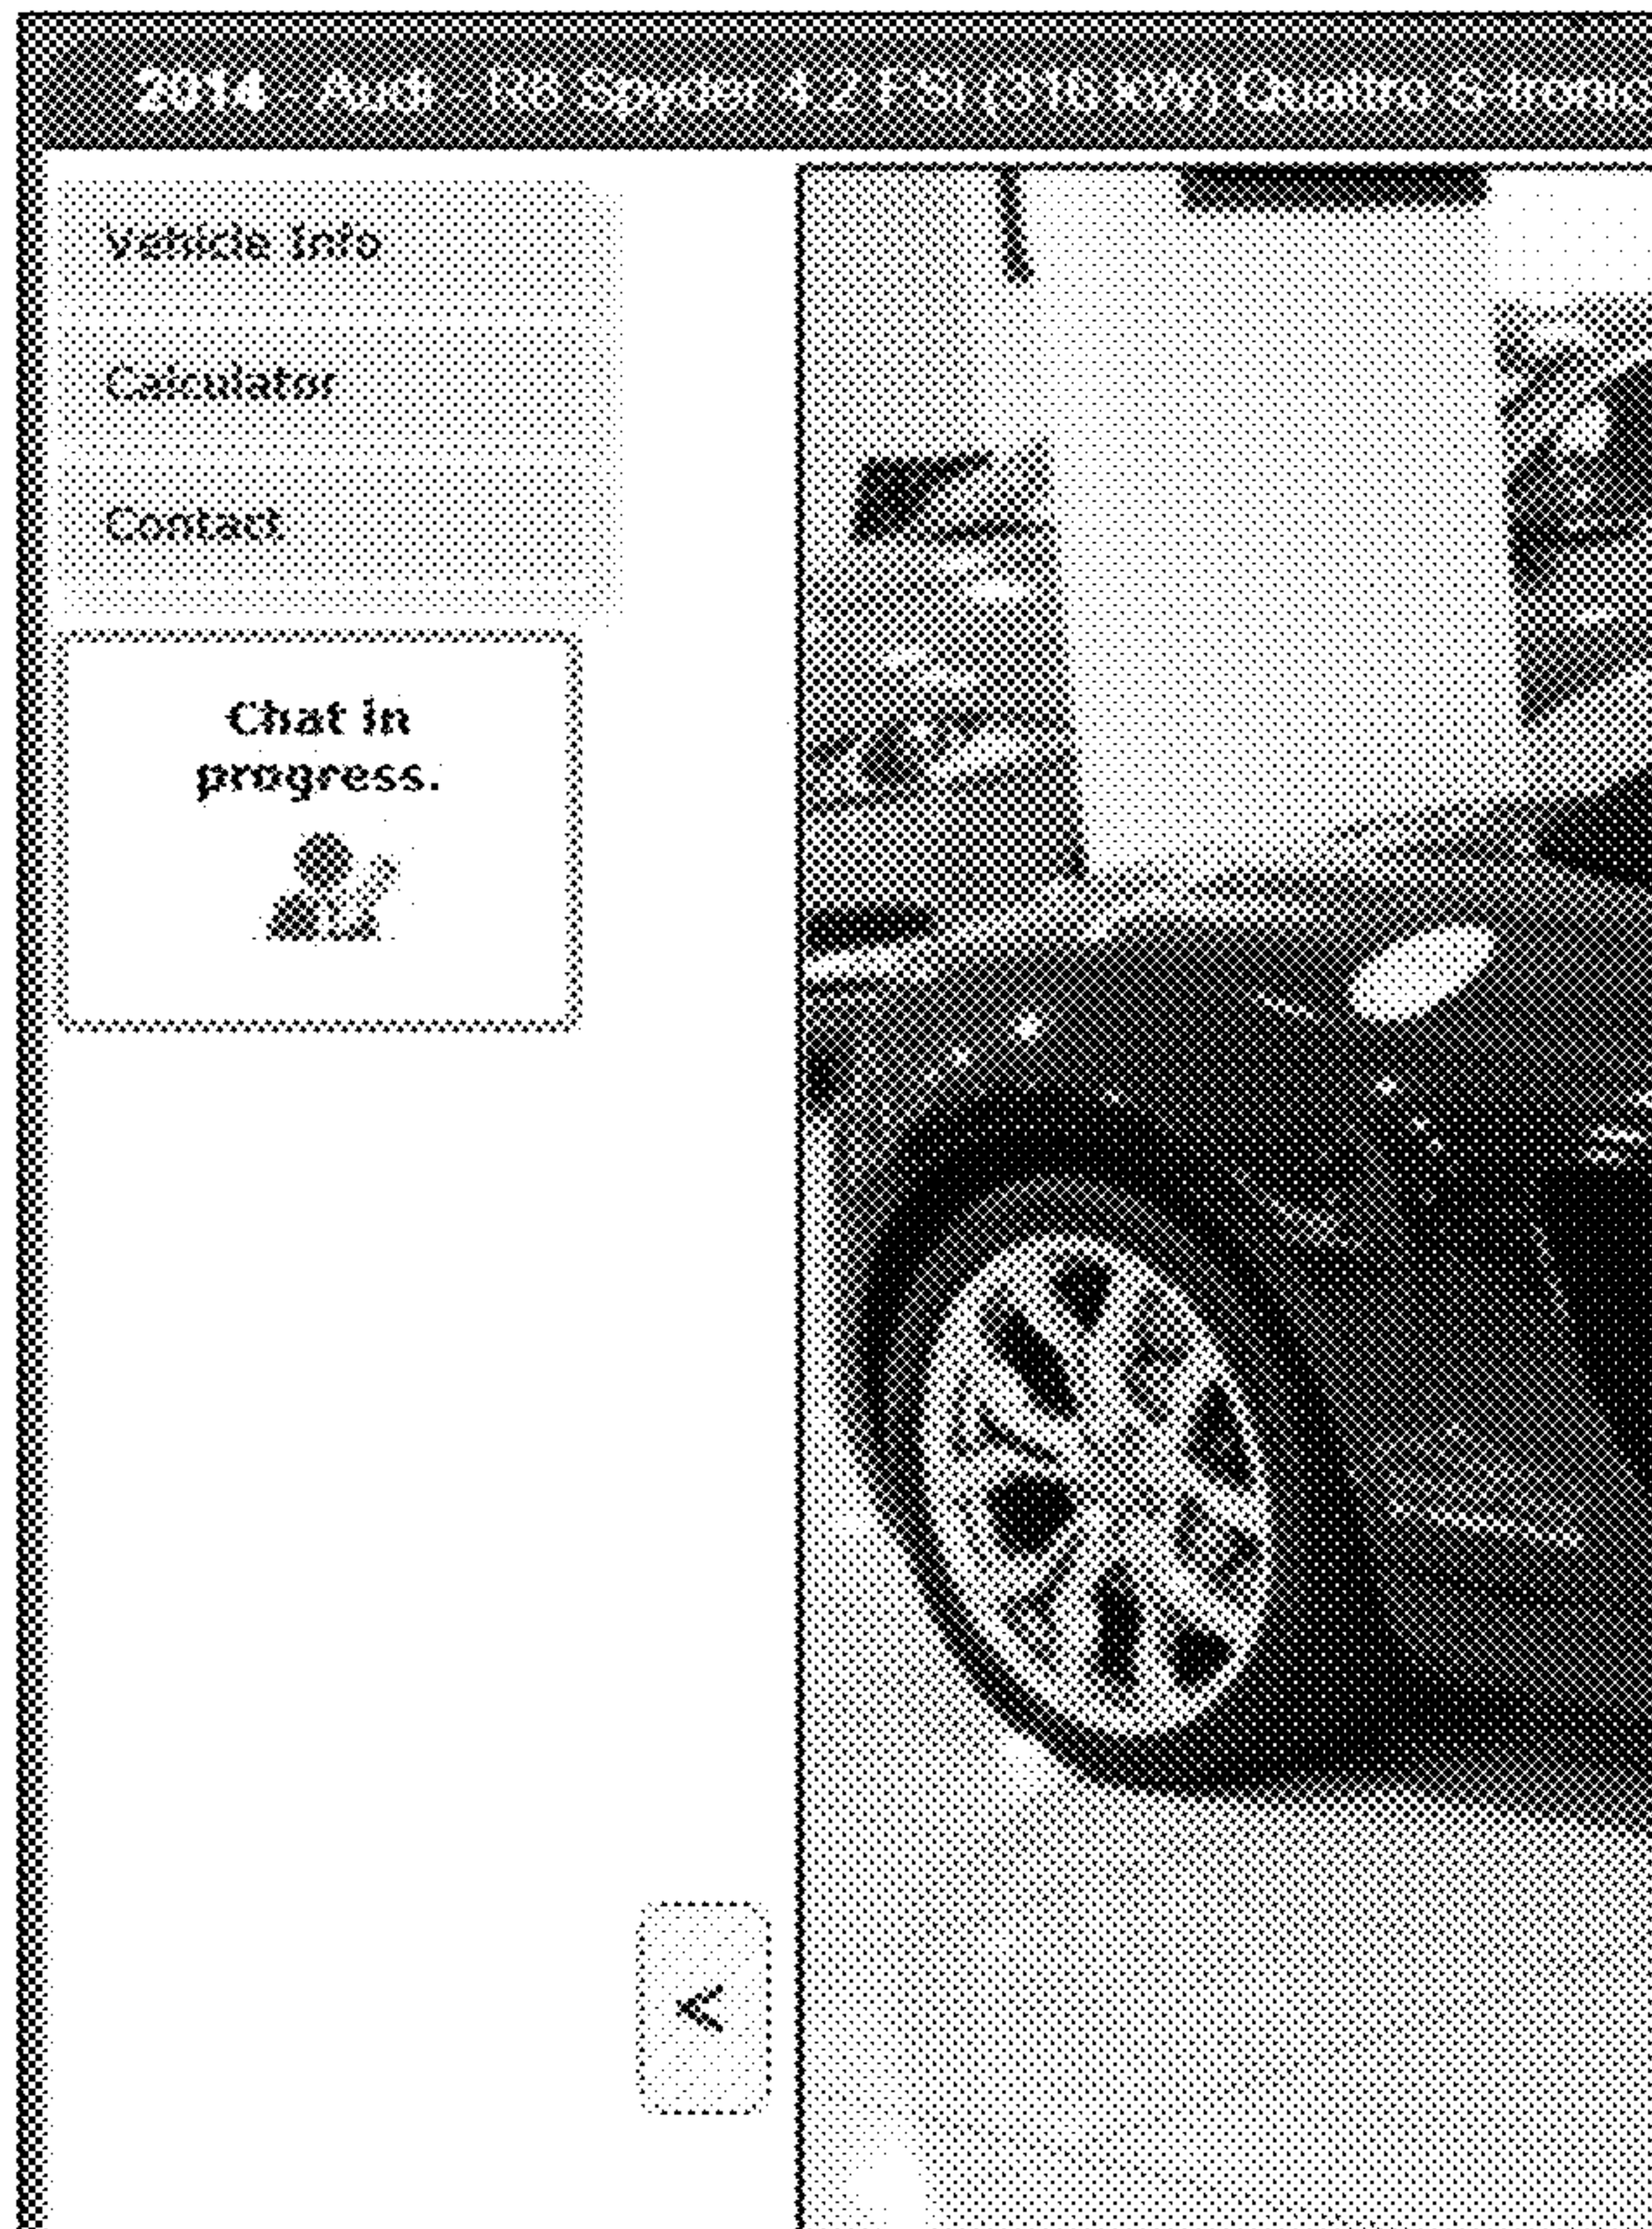 2014 - Audi - R8 Spyder 4.2 FSI (316 kW) Quattro S-tronic
Vehicle Info
Calculator
Contact
Chat in
progress.
<